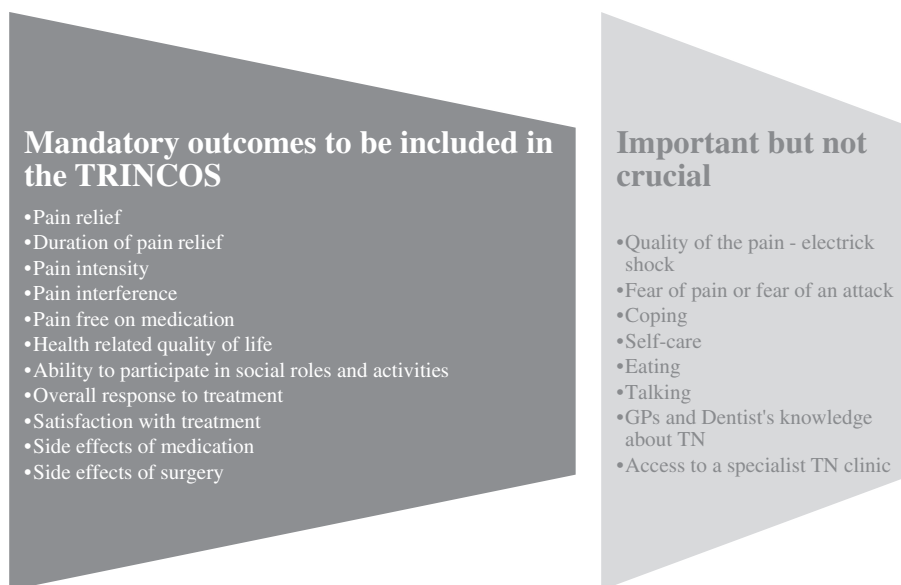 Mandatory outcomes to be included in
the TRINCOS
•Pain relief
•Duration of pain relief
•Pain intensity
•Pain interference
•Pain free on medication
•Health related quality of life
•Ability to participate in social roles and activities
•Overall response to treatment
•Satisfaction with treatment
•Side effects of medication
•Side effects of surgery
Important but not
crucial
•Quality of the pain - electrick
shock
•Fear of pain or fear of an attack
•Coping
•Self-care
•Eating
•Talking
•GPs and Dentist's knowledge
about TN
•Access to a specialist TN clinic